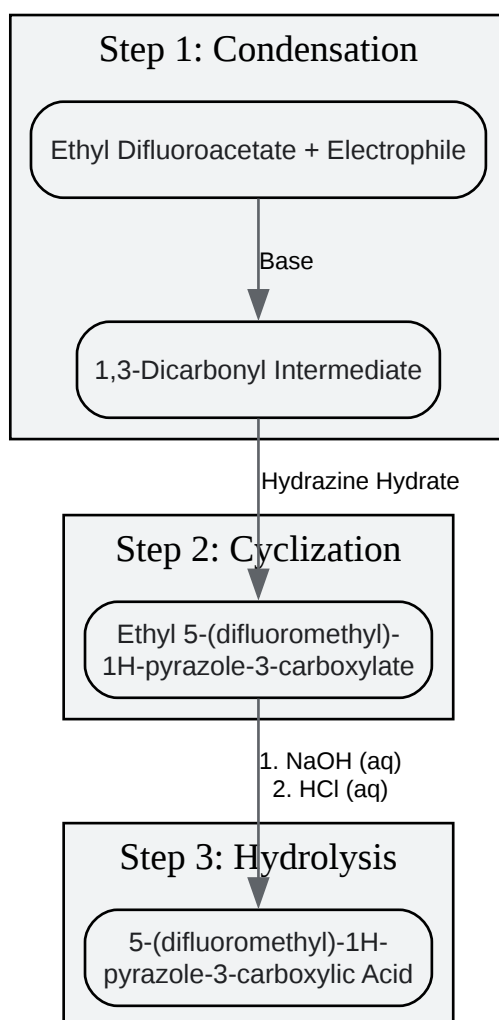 Step 1: Condensation
Ethyl Difluoroacetate + Electrophile
Base
1,3-Dicarbonyl Intermediate
Hydrazine Hydrate
Step 2: Cyclization
Ethyl 5-(difluoromethyl)-
1H-pyrazole-3-carboxylate
1. NaOH (aq)
2. HCl (aq)
Step 3: Hydrolysis
5-(difluoromethyl)-1H-
pyrazole-3-carboxylic Acid